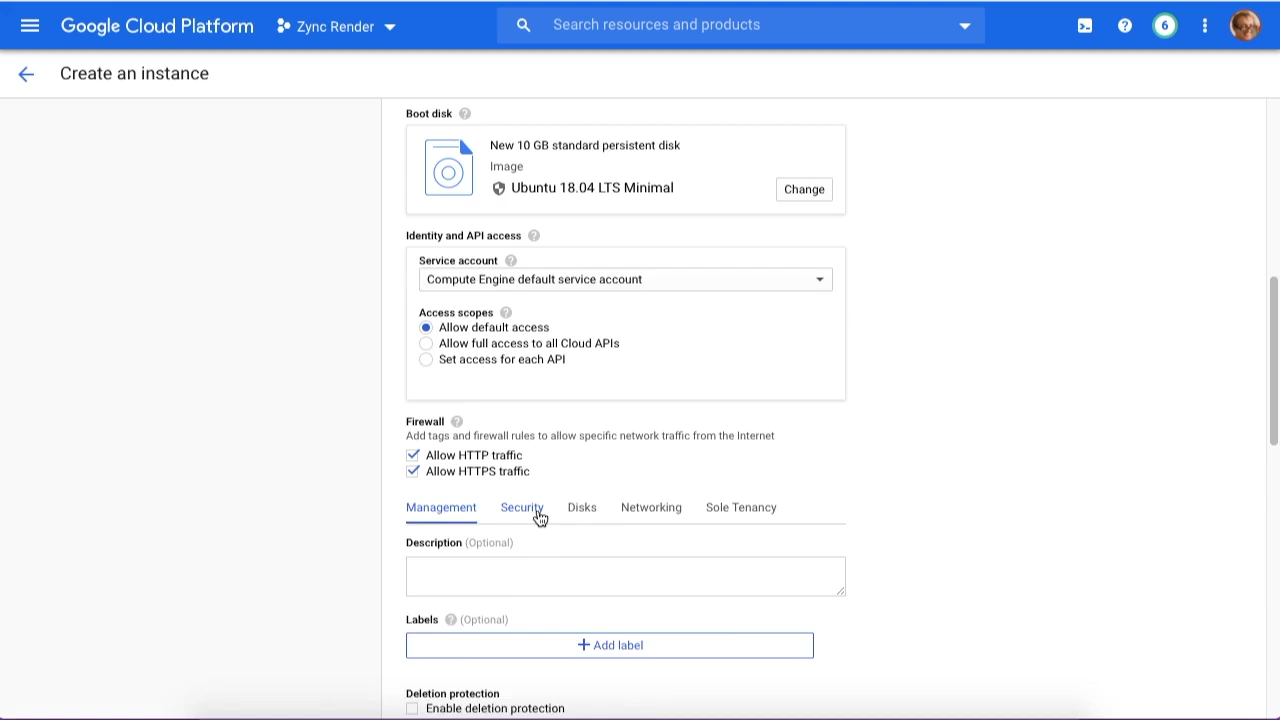 Google Cloud Platform
Zync Render
Search resources and products
6
Create an instance
Boot disk
New 10 GB standard persistent disk
Image
Ubuntu 18.04 LTS Minimal
Change
Identity and API access
Service account
Compute Engine default service account
Access scopes
Allow default access
Allow full access to all Cloud APIs
Set access for each API
Firewall
Add tags and firewall rules to allow specific network traffic from the Internet
Allow HTTP traffic
Allow HTTPS traffic
Management Security Disks Networking Sole Tenancy
Description (Optional)
Labels (Optional)
+ Add label
Deletion protection
Enable deletion protection